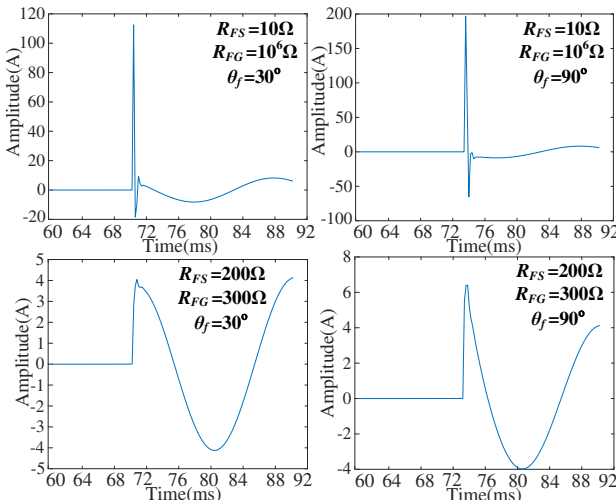 120
100
80
60
40
20
0
-20
Amplitude(A)
R_FS=10Ω
R_FG=10⁶Ω
θ_f=30°
60 64 68 72 76 80 84 88 92
Time(ms)
200
150
100
50
0
-50
-100
Amplitude(A)
R_FS=10Ω
R_FG=10⁶Ω
θ_f=90°
60 64 68 72 76 80 84 88 92
Time(ms)
5
4
3
2
1
0
-1
-2
-3
-4
-5
Amplitude(A)
R_FS=200Ω
R_FG=300Ω
θ_f=30°
60 64 68 72 76 80 84 88 92
Time(ms)
8
6
4
2
0
-2
-4
Amplitude(A)
R_FS=200Ω
R_FG=300Ω
θ_f=90°
60 64 68 72 76 80 84 88 92
Time(ms)